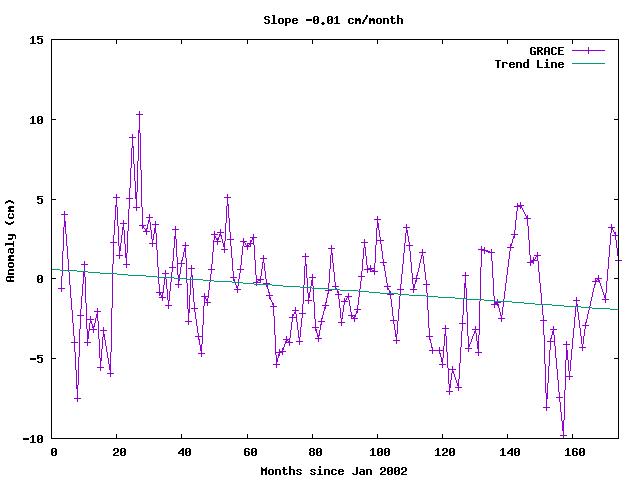 Slope -0.01 cm/month
GRACE
Trend Line
15
10
5
0
-5
-10
Anomaly (cm)
0 20 40 60 80 100 120 140 160
Months since Jan 2002